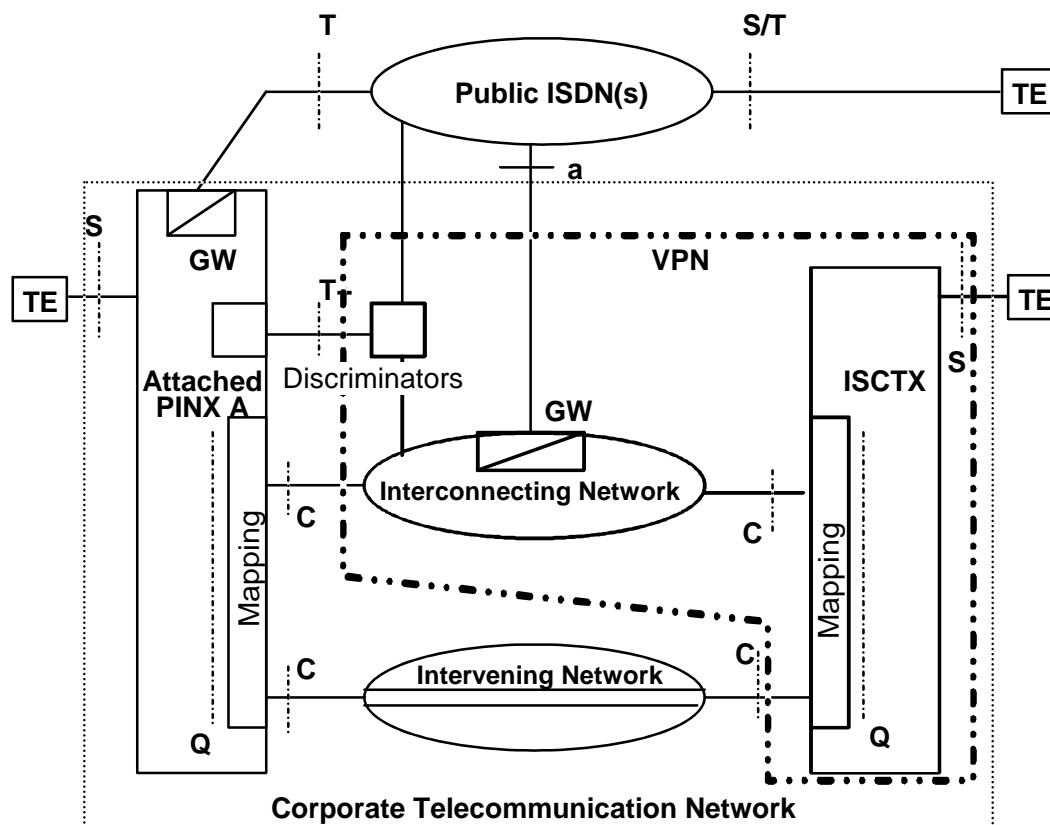 T
S/T
Public ISDN(s)
TE
a
S
GW
VPN
S
TE
T
TE
Attached
PINX A
Discriminators
GW
ISCTX
Interconnecting Network
C
C
Mapping
Mapping
C
Intervening Network
C
Q
Q
Corporate Telecommunication Network